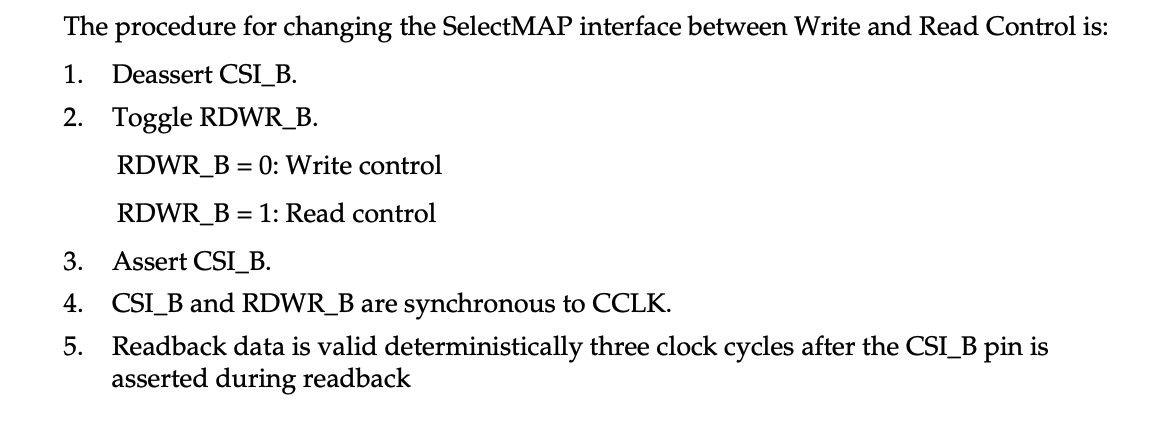 The procedure for changing the SelectMAP interface between Write and Read Control is:
1. Deassert CSI_B.
2. Toggle RDWR_B.
RDWR_B = 0: Write control
RDWR_B = 1: Read control
3. Assert CSI_B.
4. CSI_B and RDWR_B are synchronous to CCLK.
5. Readback data is valid deterministically three clock cycles after the CSI_B pin is
asserted during readback